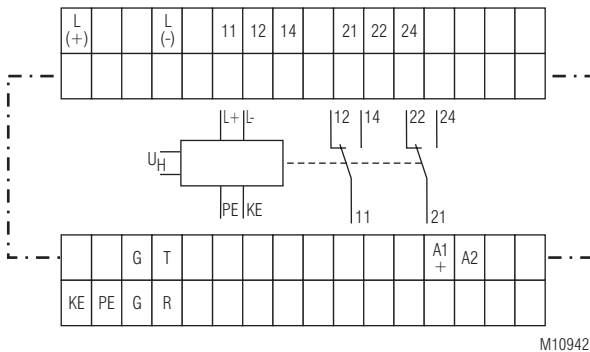 L (+) L (-) 11 12 14 21 22 24
L+ L- 12 14 22 24
UH
PE KE 11 21
G T A1 + A2
KE PE G R
M10942